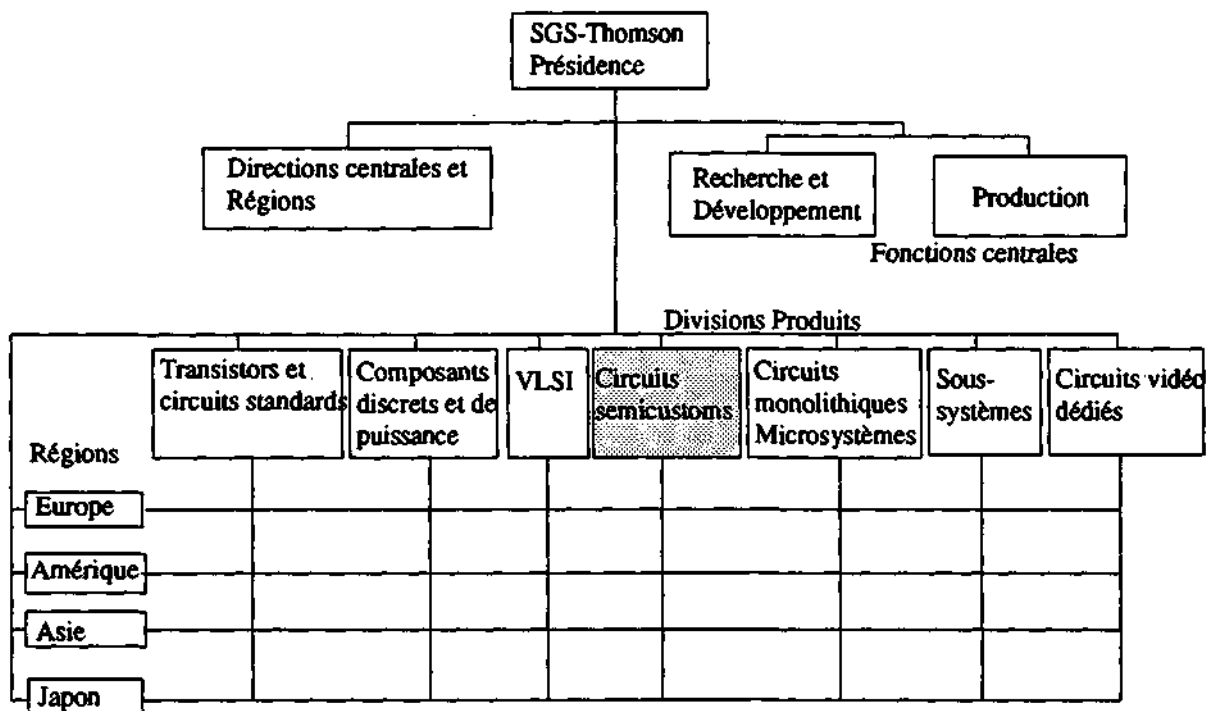 SGS-Thomson
Présidence
Directions centrales et
Régions
Recherche et
Développement
Production
Fonctions centrales
Divisions Produits
Transistors et
circuits standards
Composants
discrets et de
puissance
VLSI
Circuits
semicustoms
Circuits
monolithiques
Microsystèmes
Sous-
systèmes
Circuits vidéo
dédiés
Régions
Europe
Amérique
Asie
Japon